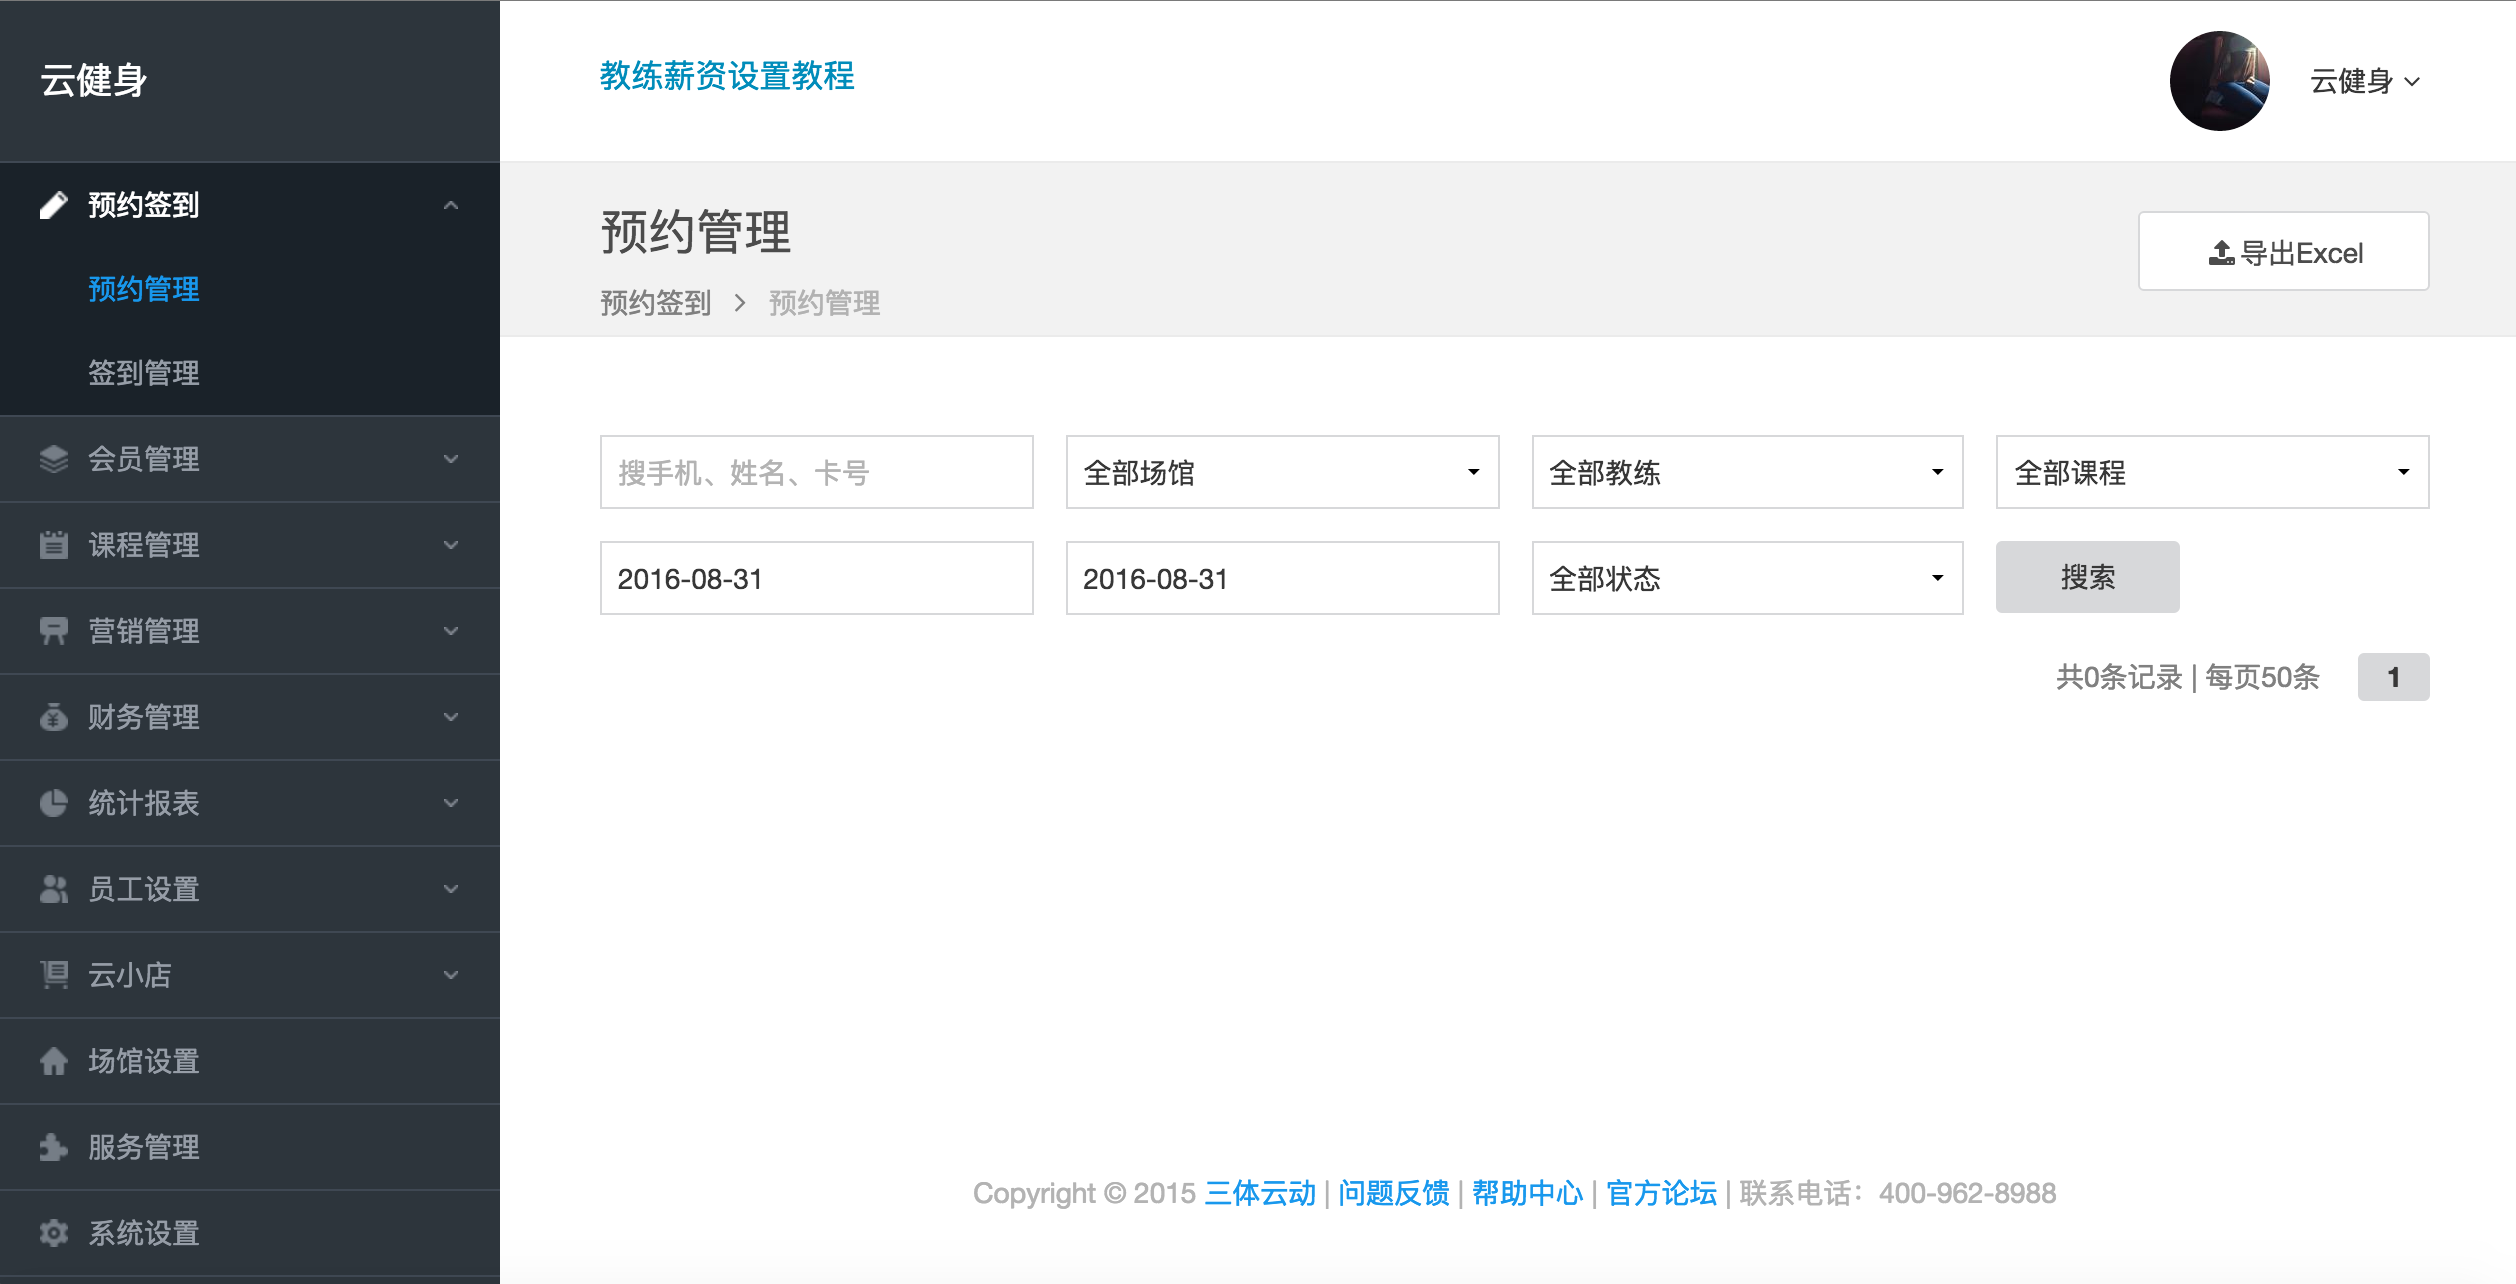 云健身
教练薪资设置教程
云健身
预约签到
预约管理
签到管理
会员管理
课程管理
营销管理
财务管理
统计报表
员工设置
云小店
场馆设置
服务管理
系统设置
预约管理
预约签到 > 预约管理
导出Excel
搜手机、姓名、卡号 全部场馆 全部教练 全部课程
2016-08-31 2016-08-31 全部状态 搜索
共0条记录 | 每页50条 1
Copyright © 2015 三体云动 | 问题反馈 | 帮助中心 | 官方论坛 | 联系电话：400-962-8988